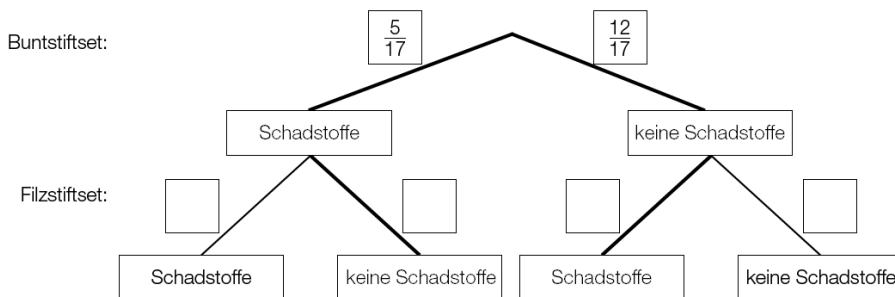 Buntstiftset:
5/17
12/17
Schadstoffe
keine Schadstoffe
Filzstiftset:
Schadstoffe
keine Schadstoffe
Schadstoffe
keine Schadstoffe